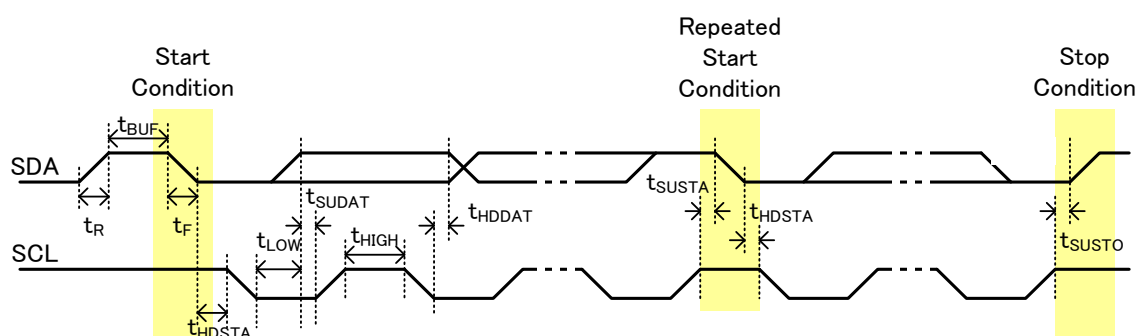 Start
Condition
Repeated
Start
Condition
Stop
Condition
tBUF
SDA
tR
tF
tSUDAT
tHDDAT
tSUSTA
tHDSTA
tSUSTO
SCL
tLOW
tHIGH
tHDSTA